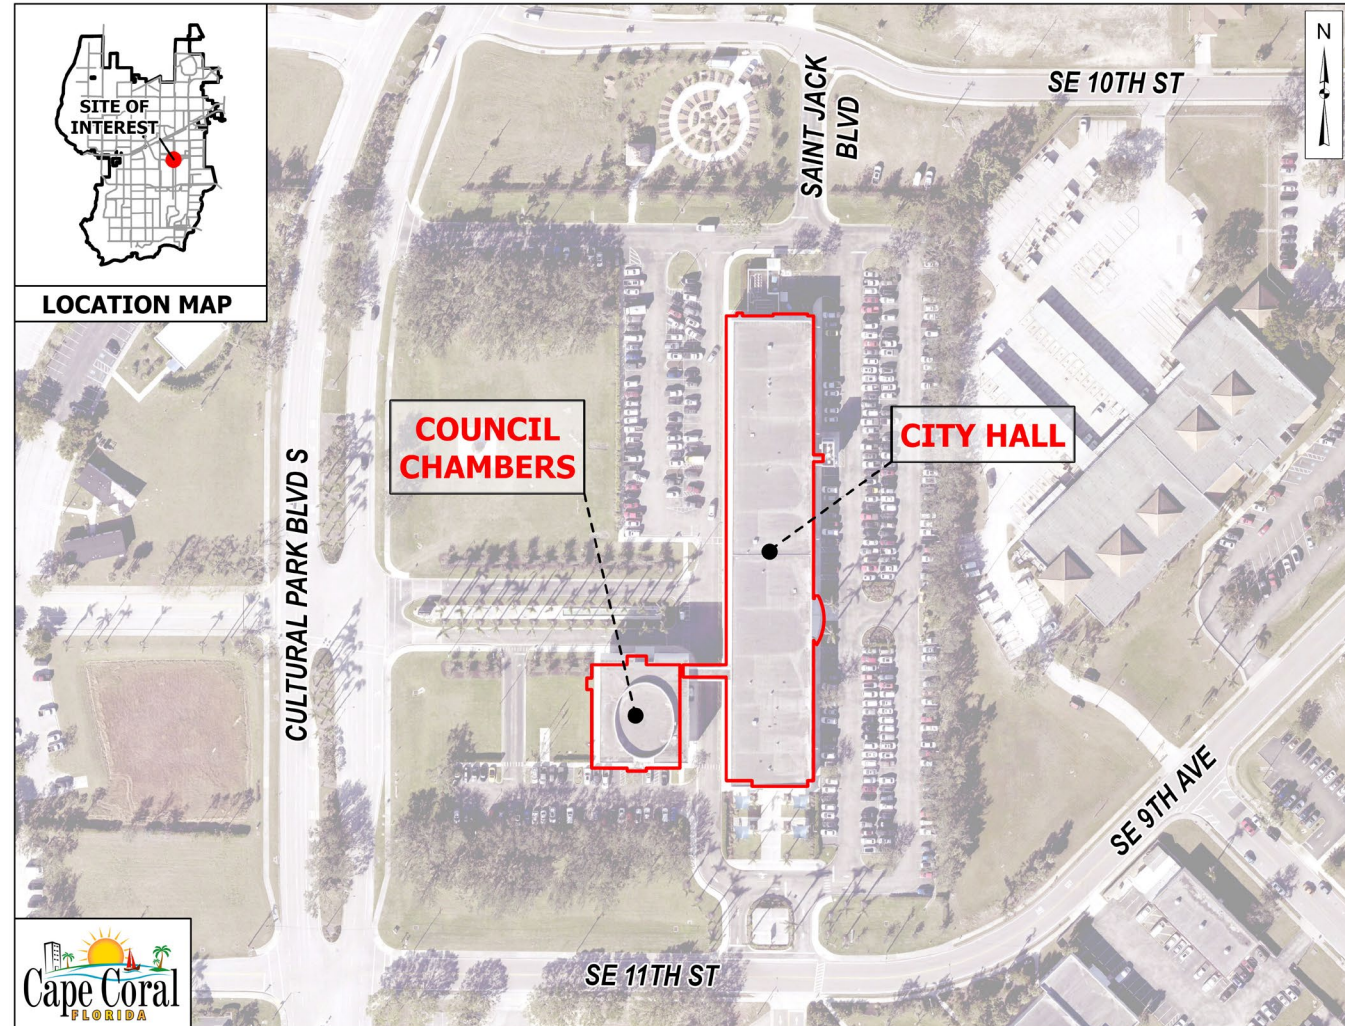 SITE OF
INTEREST
LOCATION MAP
N
SE 10TH ST
SAINT JACK
BLVD
COUNCIL
CHAMBERS
CITY HALL
CULTURAL PARK BLVD S
SE 9TH AVE
SE 11TH ST
Cape Coral
FLORIDA